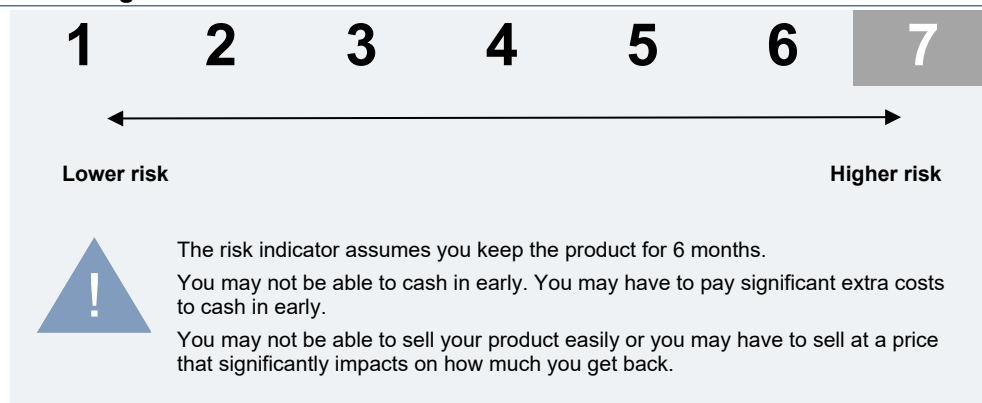 1 2 3 4 5 6 7
Lower risk Higher risk
!
The risk indicator assumes you keep the product for 6 months.
You may not be able to cash in early. You may have to pay significant extra costs
to cash in early.
You may not be able to sell your product easily or you may have to sell at a price
that significantly impacts on how much you get back.